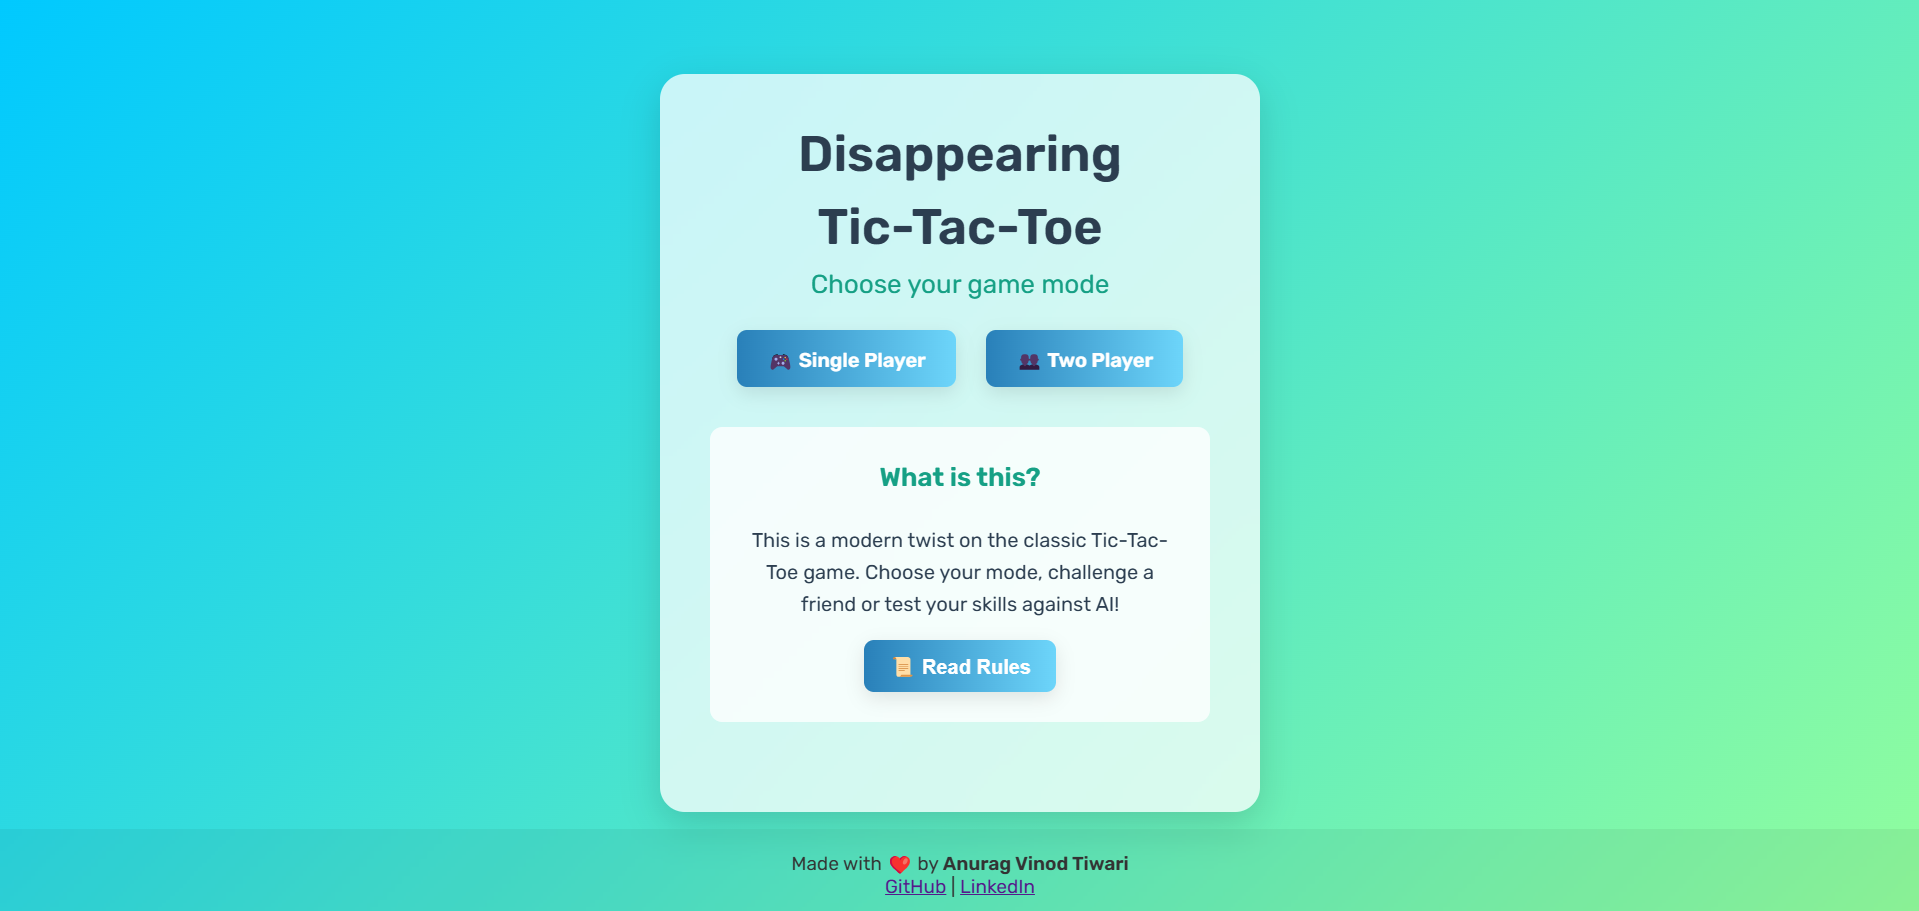 Disappearing
Tic-Tac-Toe
Choose your game mode
🎮 Single Player
👥 Two Player
What is this?
This is a modern twist on the classic Tic-Tac-
Toe game. Choose your mode, challenge a
friend or test your skills against AI!
📜 Read Rules
Made with ❤️ by Anurag Vinod Tiwari
GitHub | LinkedIn